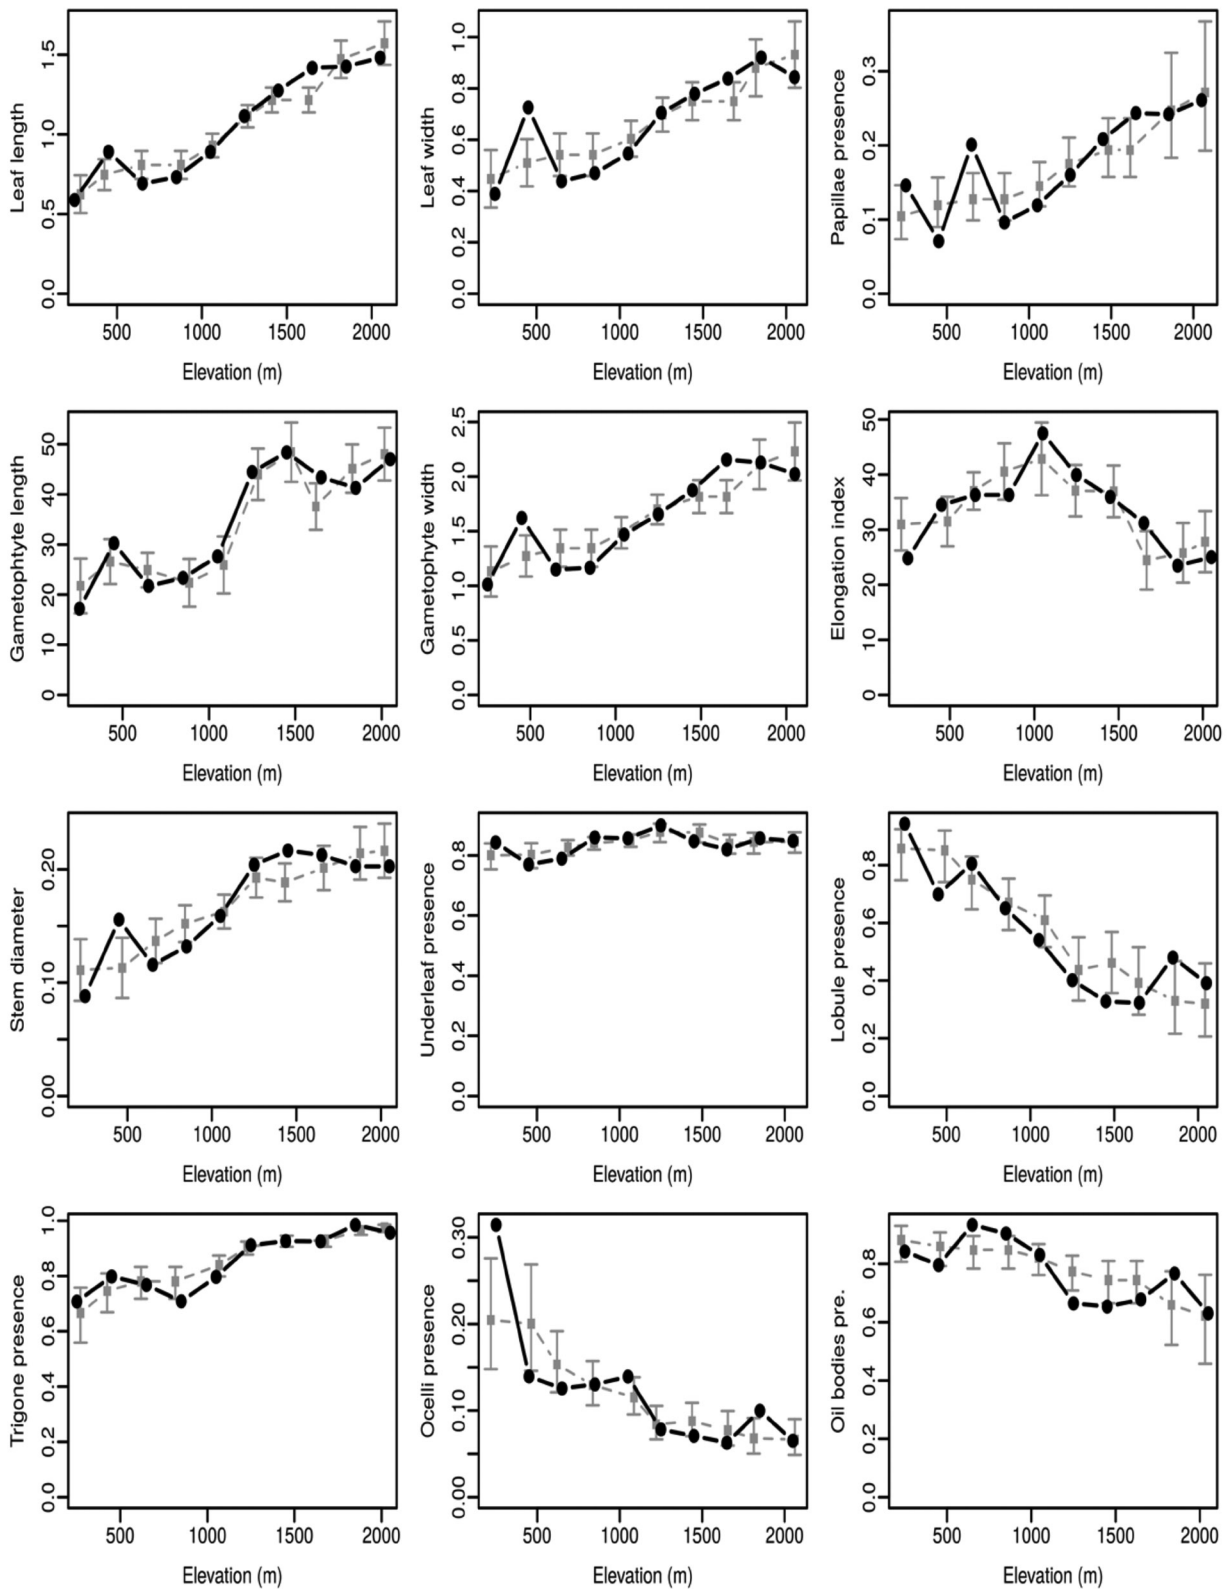 Leaf length
0.0 0.5 1.0 1.5
500 1000 1500 2000
Elevation (m)
Leaf width
0.0 0.2 0.4 0.6 0.8 1.0
500 1000 1500 2000
Elevation (m)
Papillae presence
0.0 0.1 0.2 0.3
500 1000 1500 2000
Elevation (m)
Gametophyte length
0 10 20 30 40 50
500 1000 1500 2000
Elevation (m)
Gametophyte width
0.0 0.5 1.0 1.5 2.0 2.5
500 1000 1500 2000
Elevation (m)
Elongation index
0 10 20 30 40 50
500 1000 1500 2000
Elevation (m)
Stem diameter
0.00 0.10 0.20
500 1000 1500 2000
Elevation (m)
Underleaf presence
0.0 0.2 0.4 0.6 0.8
500 1000 1500 2000
Elevation (m)
Lobule presence
0.0 0.2 0.4 0.6 0.8
500 1000 1500 2000
Elevation (m)
Trigone presence
0.0 0.2 0.4 0.6 0.8 1.0
500 1000 1500 2000
Elevation (m)
Ocelli presence
0.00 0.10 0.20 0.30
500 1000 1500 2000
Elevation (m)
Oil bodies pre.
0.0 0.2 0.4 0.6 0.8
500 1000 1500 2000
Elevation (m)